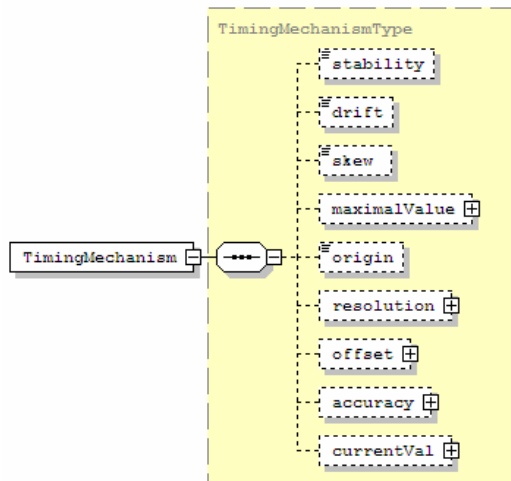 TimingMechanismType
stability
drift
skew
maximalValue
TimingMechanism
origin
resolution
offset
accuracy
currentVal